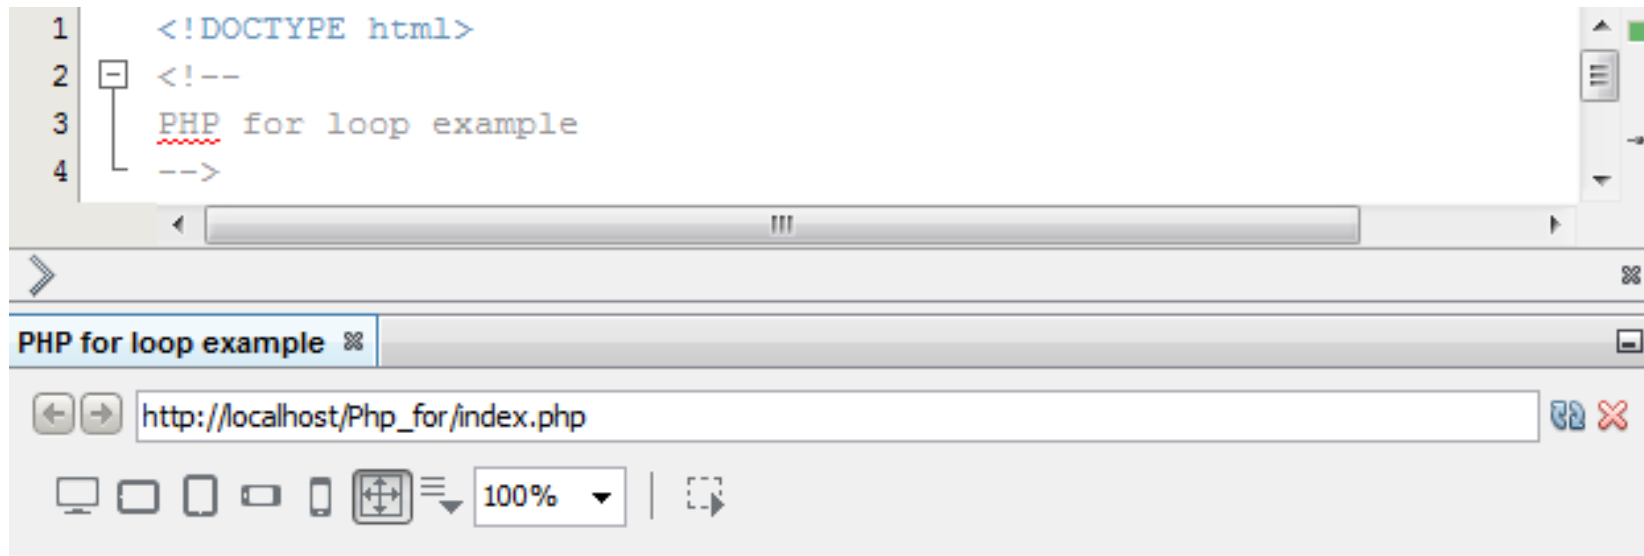 1 <!DOCTYPE html>
2 <!--
3 PHP for loop example
4 -->
PHP for loop example
http://localhost/Php_for/index.php
100%